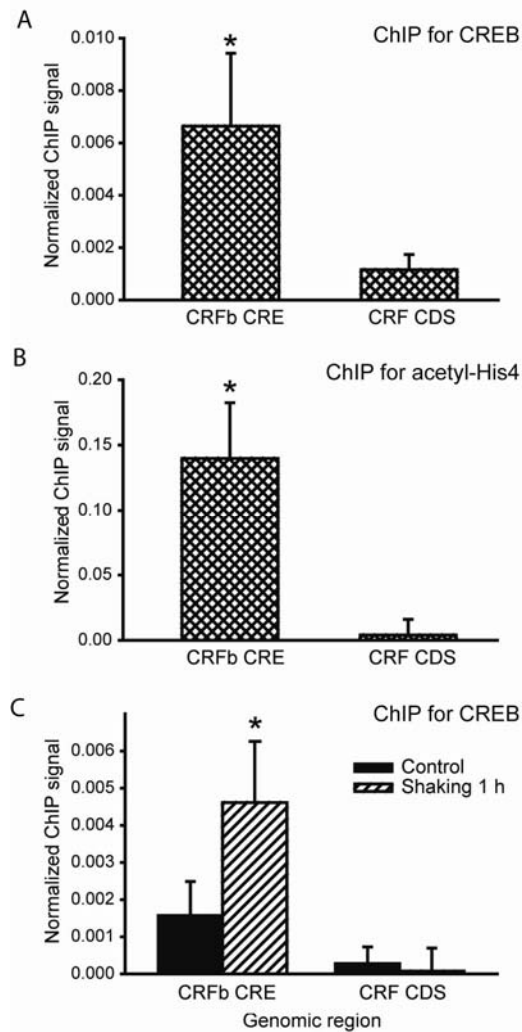 A
ChIP for CREB
Normalized ChIP signal
0.010
0.008
0.006
0.004
0.002
0.000
*
CRFb CRE
CRF CDS
B
ChIP for acetyl-His4
Normalized ChIP signal
0.20
0.15
0.10
0.05
0.00
*
CRFb CRE
CRF CDS
C
ChIP for CREB
Normalized ChIP signal
0.006
0.005
0.004
0.003
0.002
0.001
0.000
*
Control
Shaking 1 h
CRFb CRE
CRF CDS
Genomic region